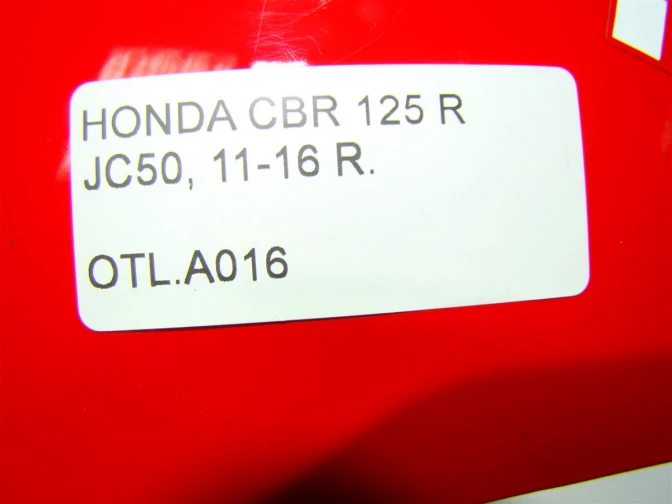 HONDA CBR 125 R
JC50, 11-16 R.
OTL.A016